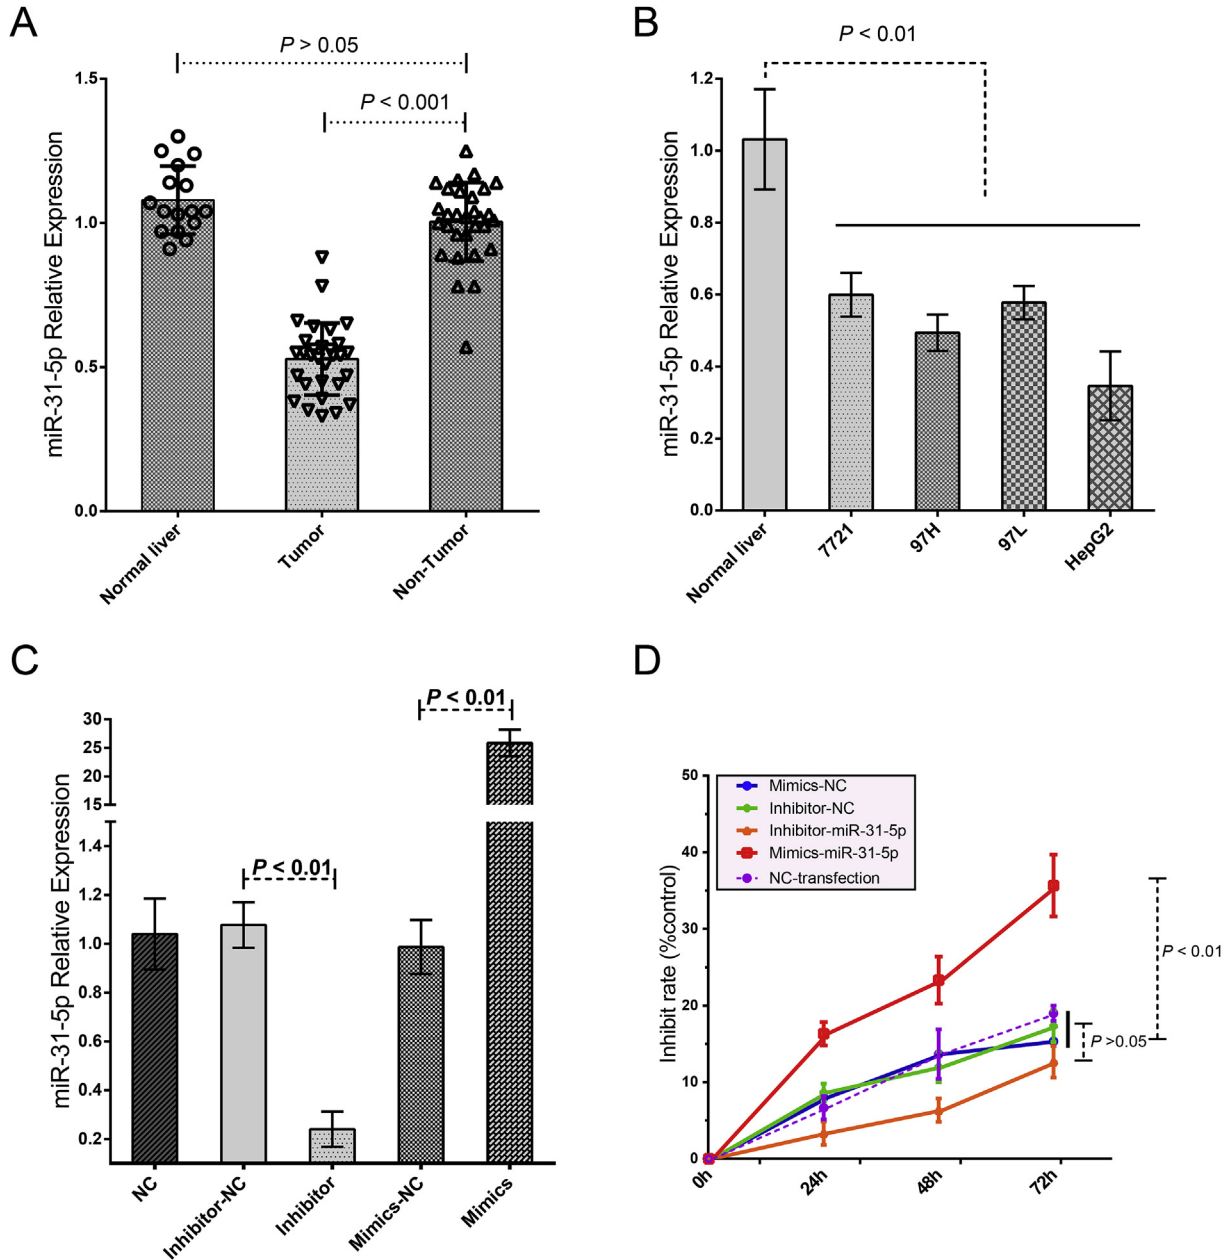 A
P > 0.05
P < 0.001
miR-31-5p Relative Expression
1.5
1.0
0.5
0.0
Normal liver
Tumor
Non-Tumor
B
P < 0.01
miR-31-5p Relative Expression
1.2
1.0
0.8
0.6
0.4
0.2
0.0
Normal liver
7721
97H
97L
HepG2
C
P < 0.01
P < 0.01
miR-31-5p Relative Expression
30
25
20
15
1.4
1.2
1.0
0.8
0.6
0.4
0.2
NC
Inhibitor-NC
Inhibitor
Mimics-NC
Mimics
D
Mimics-NC
Inhibitor-NC
Inhibitor-miR-31-5p
Mimics-miR-31-5p
NC-transfection
Inhibit rate (%control)
50
40
30
20
10
0
0h
24h
48h
72h
P < 0.01
P >0.05